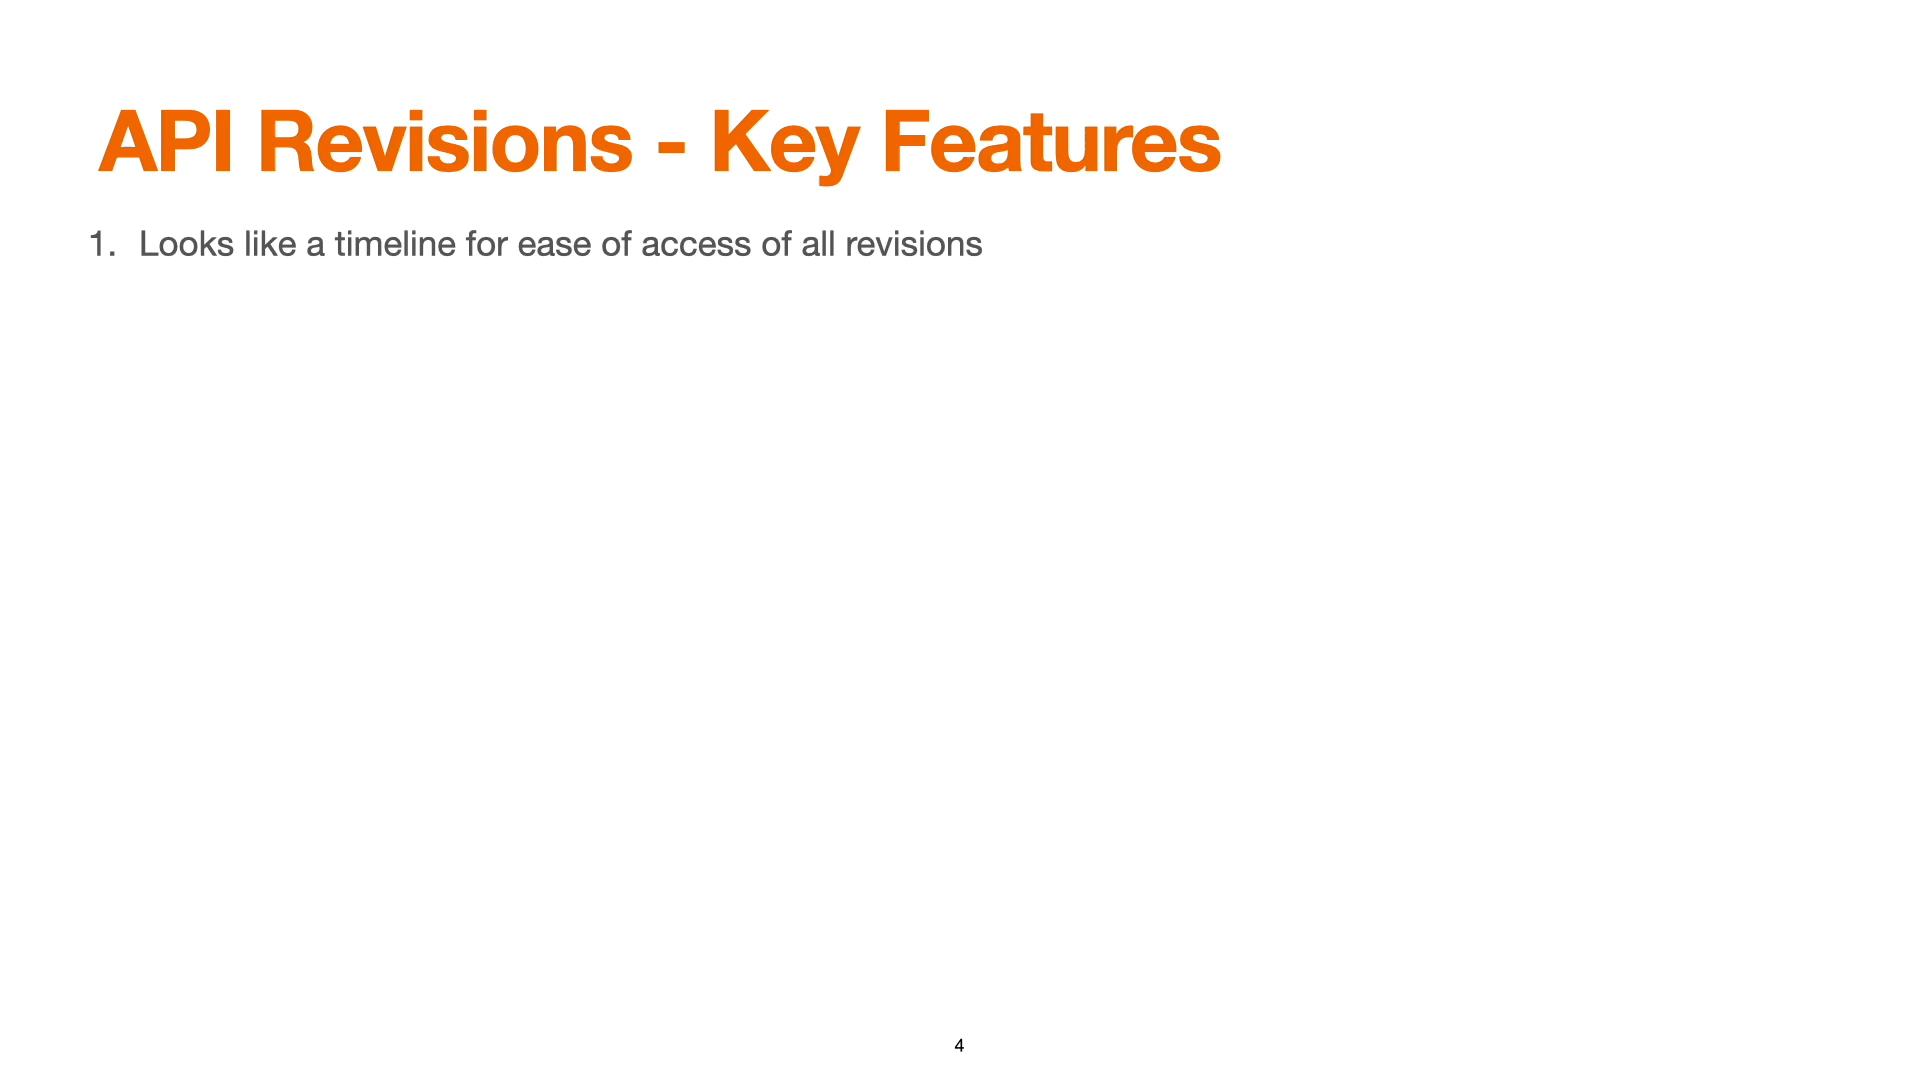 API Revisions - Key Features
1. Looks like a timeline for ease of access of all revisions
4